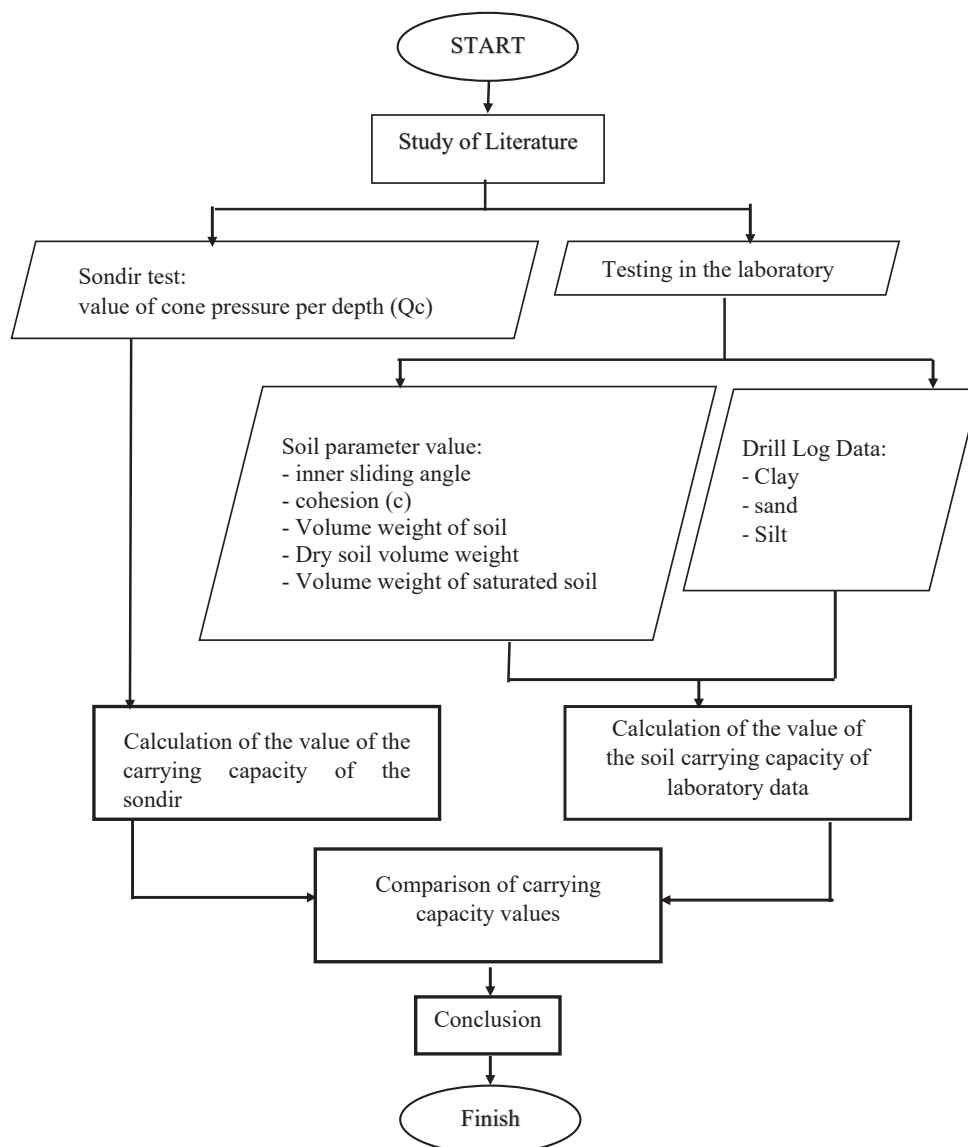 START
Study of Literature
Sondir test:
value of cone pressure per depth (Qc)
Testing in the laboratory
Soil parameter value:
- inner sliding angle
- cohesion (c)
- Volume weight of soil
- Dry soil volume weight
- Volume weight of saturated soil
Drill Log Data:
- Clay
- sand
- Silt
Calculation of the value of the
carrying capacity of the
sondir
Calculation of the value of
the soil carrying capacity of
laboratory data
Comparison of carrying
capacity values
Conclusion
Finish